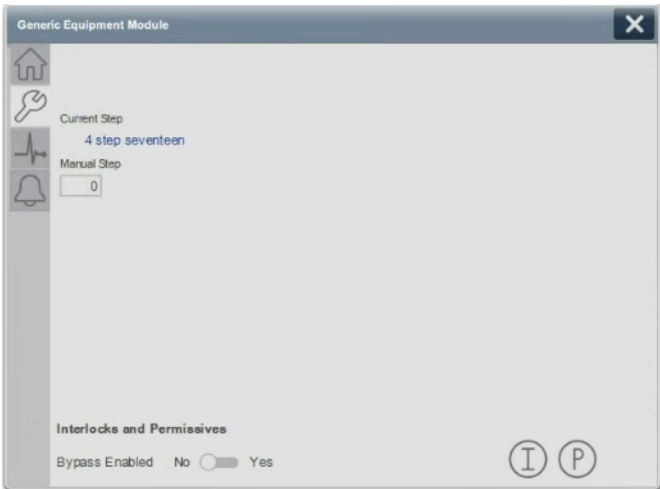 Generic Equipment Module
Current Step
4 step seventeen
Manual Step
0
Interlocks and Permissives
Bypass Enabled No Yes
I P